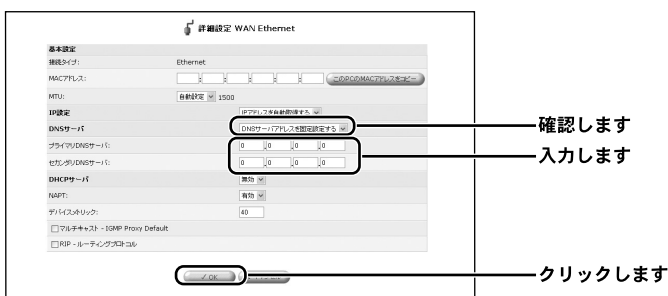 詳細設定 WAN Ethernet
基本設定
接続タイプ: Ethernet
MACアドレス: : : : : : このPCのMACアドレスをコピー
MTU: 自動設定 1500
IP設定 IPアドレスを自動取得する
DNSサーバ DNSサーバアドレスを固定設定する
確認します
プライマリDNSサーバ: 0 .0 .0 .0
入力します
セカンダリDNSサーバ: 0 .0 .0 .0
DHCPサーバ 無効
NAPT: 有効
デバイスメトリック: 40
マルチキャスト - IGMP Proxy Default
RIP - ルーティングプロトコル
✓ OK
クリックします